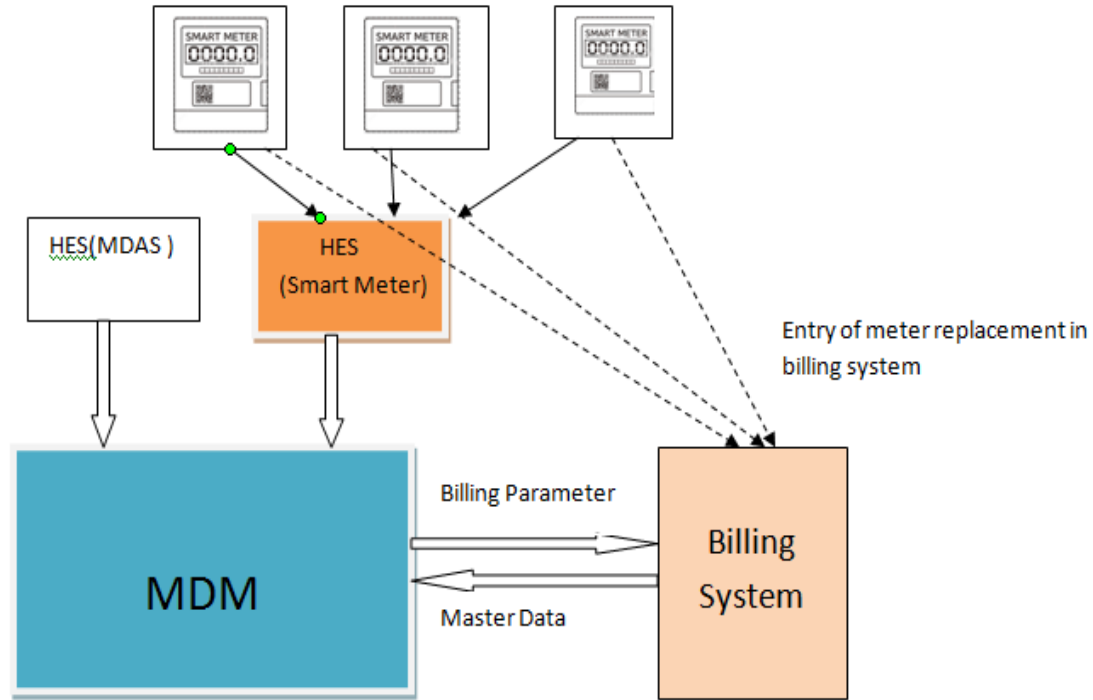 SMART METER
0000.0
SMART METER
0000.0
SMART METER
0000.0
HES(MDAS )
HES
(Smart Meter)
Entry of meter replacement in
billing system
Billing Parameter
MDM
Master Data
Billing
System